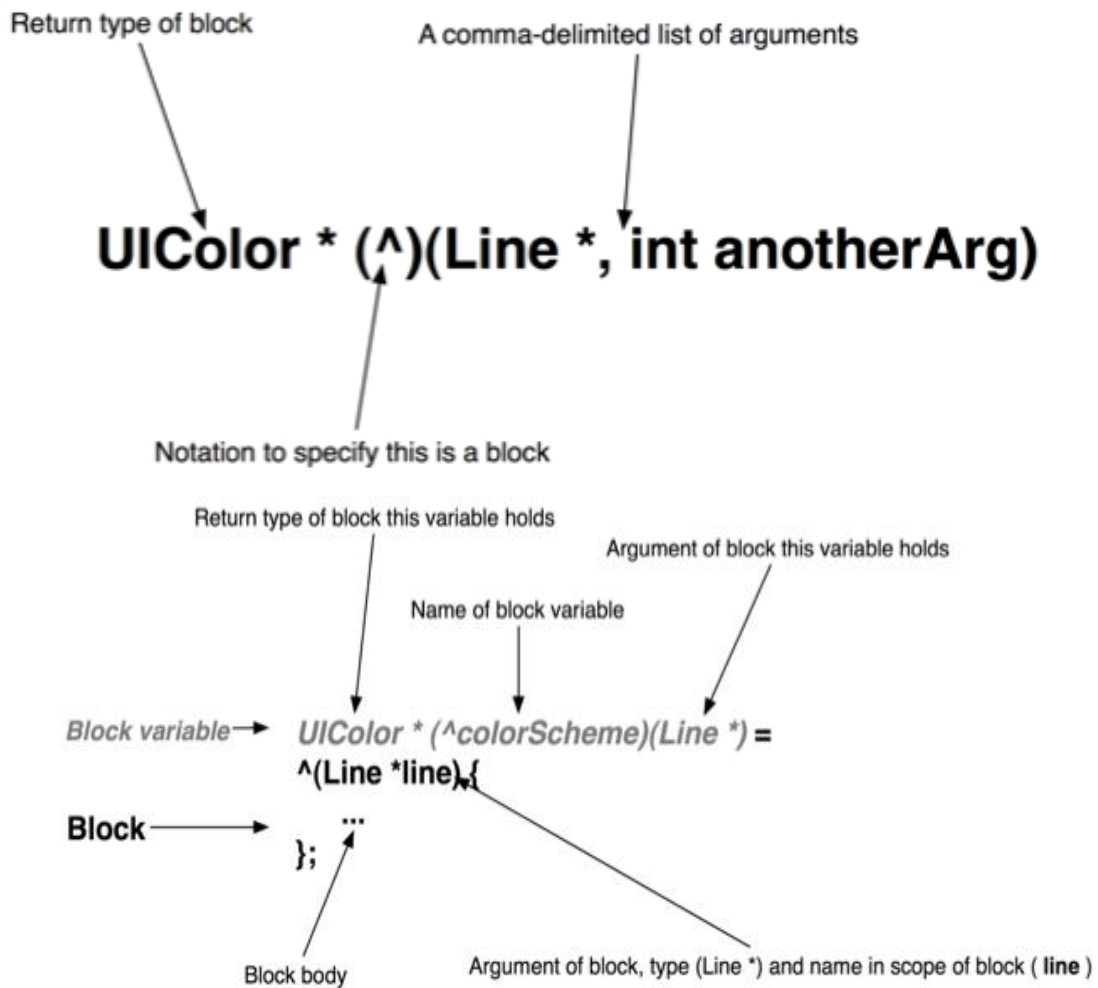 Return type of block
A comma-delimited list of arguments
UIColor * (^)(Line *, int anotherArg)
Notation to specify this is a block
Return type of block this variable holds
Argument of block this variable holds
Name of block variable
Block variable
UIColor * (^colorScheme)(Line *) =
^(Line *line) {
Block
...
};
Block body
Argument of block, type (Line *) and name in scope of block ( line )